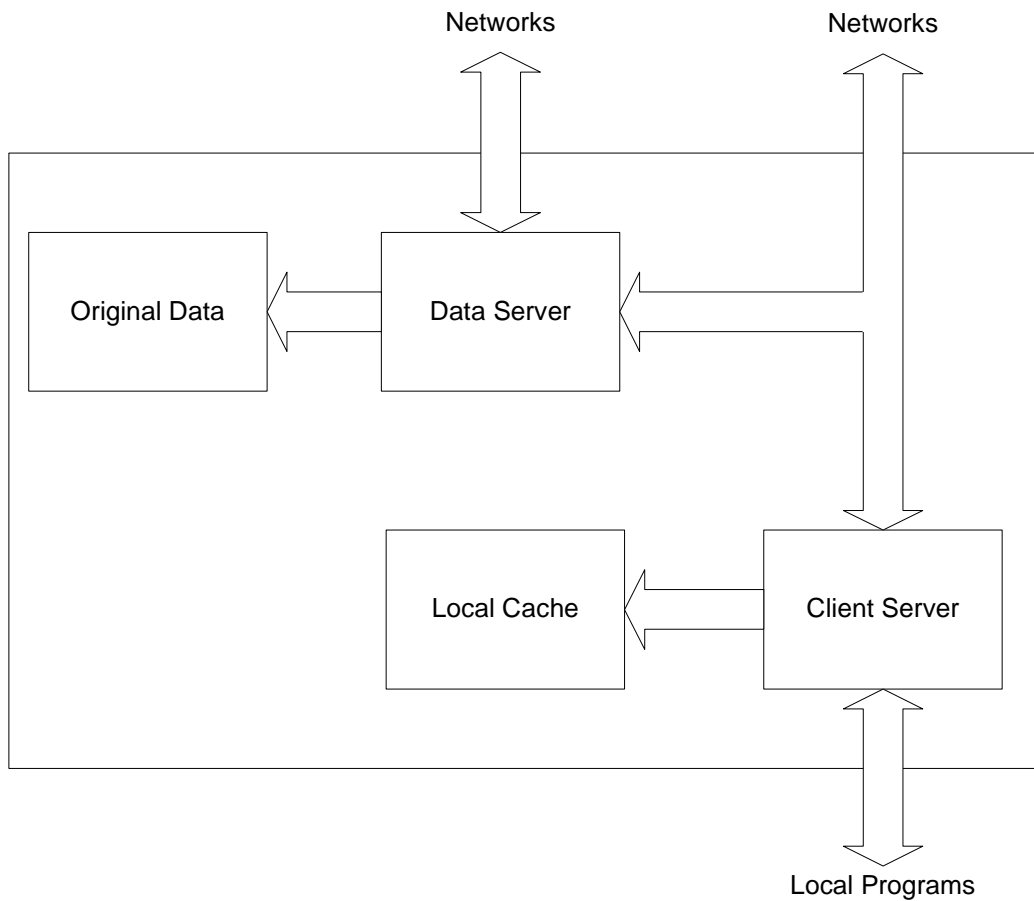 Networks
Networks
Original Data
Data Server
Local Cache
Client Server
Local Programs